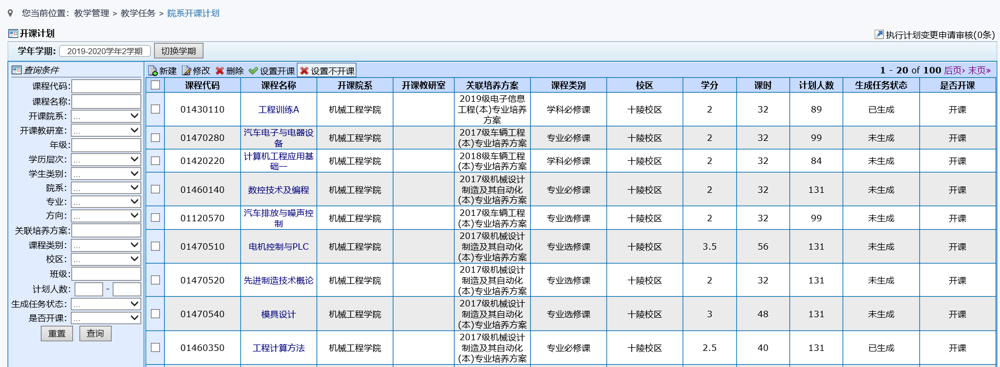 您当前位置：教学管理 > 教学任务 > 院系开课计划
开课计划
执行计划变更申请审核(0条)
学年学期: 2019-2020学年2学期 切换学期
查询条件
课程代码:
课程名称:
开课院系: ...
开课教研室: ...
年级:
学历层次: ...
学生类别: ...
院系: ...
专业: ...
方向: ...
关联培养方案:
课程类别: ...
校区: ...
班级:
计划人数: -
生成任务状态: ...
是否开课: ...
重置 查询
新建 修改 删除 设置开课 设置不开课
1 - 20 of 100 后页› 末页»
课程代码 课程名称 开课院系 开课教研室 关联培养方案 课程类别 校区 学分 课时 计划人数 生成任务状态 是否开课
01430110 工程训练A 机械工程学院 2019级电子信息工程(本)专业培养方案 学科必修课 十陵校区 2 32 89 已生成 开课
01470280 汽车电子与电器设备 机械工程学院 2017级车辆工程(本)专业培养方案 专业必修课 十陵校区 2 32 99 未生成 开课
01420220 计算机工程应用基础一 机械工程学院 2018级车辆工程(本)专业培养方案 学科必修课 十陵校区 2 32 84 未生成 开课
01460140 数控技术及编程 机械工程学院 2017级机械设计制造及其自动化(本)专业培养方案 专业必修课 十陵校区 2 32 131 未生成 开课
01120570 汽车排放与噪声控制 机械工程学院 2017级车辆工程(本)专业培养方案 专业选修课 十陵校区 2 32 99 未生成 开课
01470510 电机控制与PLC 机械工程学院 2017级机械设计制造及其自动化(本)专业培养方案 专业选修课 十陵校区 3.5 56 131 未生成 开课
01470520 先进制造技术概论 机械工程学院 2017级机械设计制造及其自动化(本)专业培养方案 专业选修课 十陵校区 2 32 131 未生成 开课
01470540 模具设计 机械工程学院 2017级机械设计制造及其自动化(本)专业培养方案 专业选修课 十陵校区 3 48 131 未生成 开课
01460350 工程计算方法 机械工程学院 2017级机械设计制造及其自动化(本)专业培养方案 专业必修课 十陵校区 2.5 40 131 已生成 开课